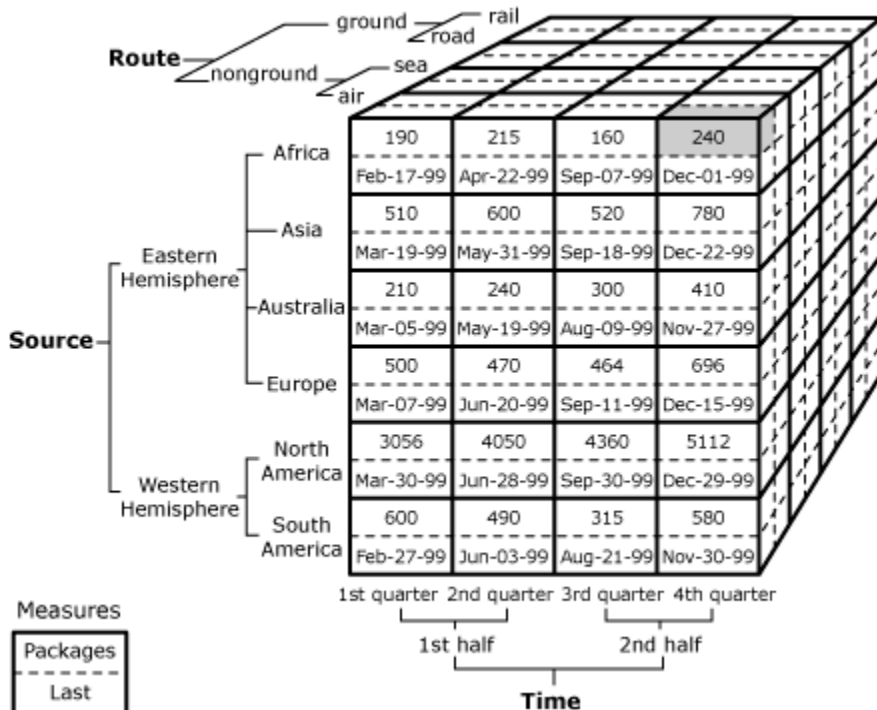 ground
rail
road
Route
nonground
sea
air
Africa
190 215 160 240
Feb-17-99 Apr-22-99 Sep-07-99 Dec-01-99
Asia
510 600 520 780
Mar-19-99 May-31-99 Sep-18-99 Dec-22-99
Eastern
Hemisphere
Australia
210 240 300 410
Mar-05-99 May-19-99 Aug-09-99 Nov-27-99
Source
Europe
500 470 464 696
Mar-07-99 Jun-20-99 Sep-11-99 Dec-15-99
North
America
3056 4050 4360 5112
Mar-30-99 Jun-28-99 Sep-30-99 Dec-29-99
Western
Hemisphere
South
America
600 490 315 580
Feb-27-99 Jun-03-99 Aug-21-99 Nov-30-99
1st quarter 2nd quarter 3rd quarter 4th quarter
1st half 2nd half
Time
Measures
Packages
Last